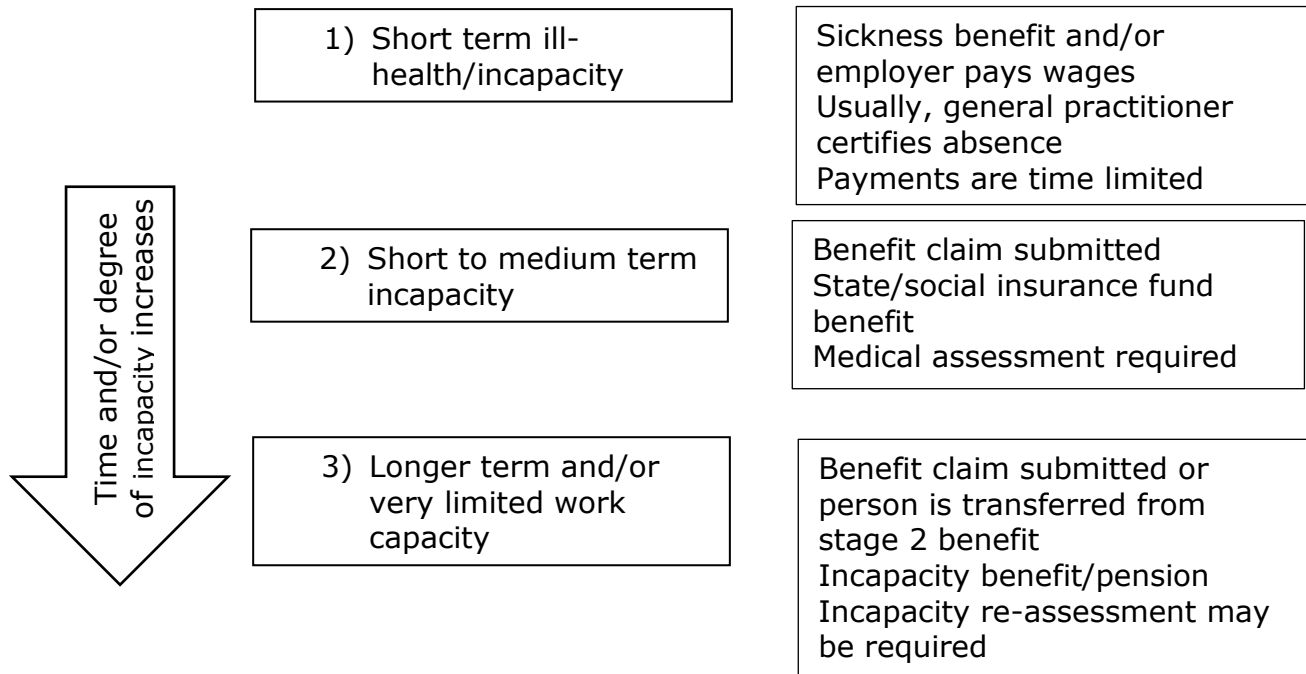 1) Short term ill-
health/incapacity
Sickness benefit and/or
employer pays wages
Usually, general practitioner
certifies absence
Payments are time limited
Time and/or degree
of incapacity increases
2) Short to medium term
incapacity
Benefit claim submitted
State/social insurance fund
benefit
Medical assessment required
3) Longer term and/or
very limited work
capacity
Benefit claim submitted or
person is transferred from
stage 2 benefit
Incapacity benefit/pension
Incapacity re-assessment may
be required